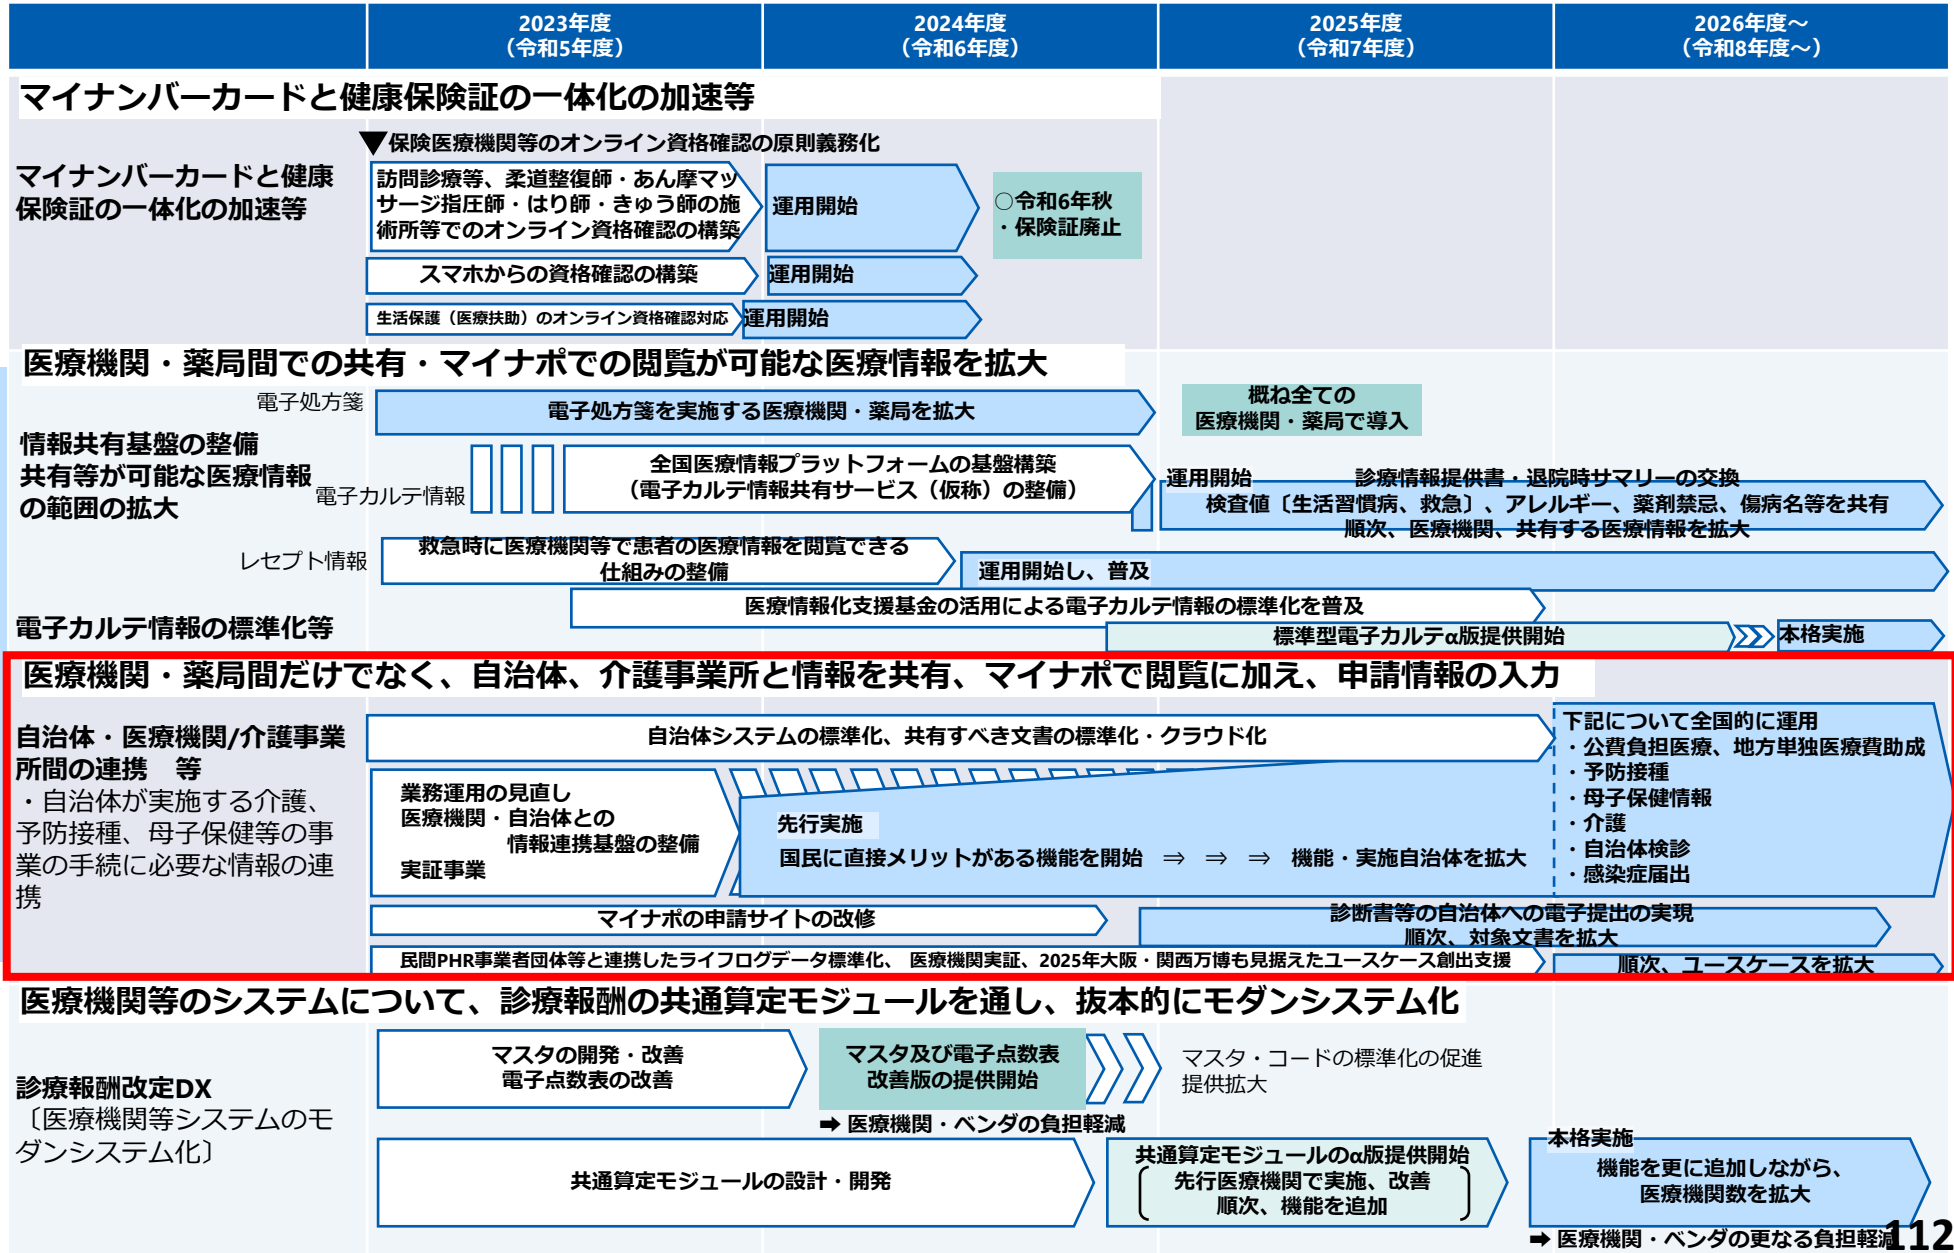 2023年度
（令和5年度）
2024年度
（令和6年度）
2025年度
（令和7年度）
2026年度～
（令和8年度～）
マイナンバーカードと健康保険証の一体化の加速等
▼保険医療機関等のオンライン資格確認の原則義務化
マイナンバーカードと健康
保険証の一体化の加速等
訪問診療等、柔道整復師・あん摩マッ
サージ指圧師・はり師・きゅう師の施
術所等でのオンライン資格確認の構築
運用開始
○令和6年秋
・保険証廃止
スマホからの資格確認の構築
運用開始
生活保護（医療扶助）のオンライン資格確認対応
運用開始
医療機関・薬局間での共有・マイナポでの閲覧が可能な医療情報を拡大
電子処方箋
電子処方箋を実施する医療機関・薬局を拡大
概ね全ての
医療機関・薬局で導入
情報共有基盤の整備
共有等が可能な医療情報
の範囲の拡大
電子カルテ情報
全国医療情報プラットフォームの基盤構築
（電子カルテ情報共有サービス（仮称）の整備）
運用開始
診療情報提供書・退院時サマリーの交換
検査値〔生活習慣病、救急〕、アレルギー、薬剤禁忌、傷病名等を共有
順次、医療機関、共有する医療情報を拡大
レセプト情報
救急時に医療機関等で患者の医療情報を閲覧できる
仕組みの整備
運用開始し、普及
電子カルテ情報の標準化等
医療情報化支援基金の活用による電子カルテ情報の標準化を普及
標準型電子カルテα版提供開始
本格実施
医療機関・薬局間だけでなく、自治体、介護事業所と情報を共有、マイナポで閲覧に加え、申請情報の入力
自治体・医療機関/介護事業
所間の連携　等
・自治体が実施する介護、
予防接種、母子保健等の事
業の手続に必要な情報の連
携
自治体システムの標準化、共有すべき文書の標準化・クラウド化
業務運用の見直し
医療機関・自治体との
情報連携基盤の整備
実証事業
先行実施
国民に直接メリットがある機能を開始　⇒　⇒　⇒　機能・実施自治体を拡大
下記について全国的に運用
・公費負担医療、地方単独医療費助成
・予防接種
・母子保健情報
・介護
・自治体検診
・感染症届出
マイナポの申請サイトの改修
診断書等の自治体への電子提出の実現
順次、対象文書を拡大
民間PHR事業者団体等と連携したライフログデータ標準化、 医療機関実証、2025年大阪・関西万博も見据えたユースケース創出支援
順次、ユースケースを拡大
医療機関等のシステムについて、診療報酬の共通算定モジュールを通し、抜本的にモダンシステム化
診療報酬改定DX
〔医療機関等システムのモ
ダンシステム化〕
マスタの開発・改善
電子点数表の改善
マスタ及び電子点数表
改善版の提供開始
マスタ・コードの標準化の促進
提供拡大
➡ 医療機関・ベンダの負担軽減
共通算定モジュールの設計・開発
共通算定モジュールのα版提供開始
先行医療機関で実施、改善
順次、機能を追加
本格実施
機能を更に追加しながら、
医療機関数を拡大
➡ 医療機関・ベンダの更なる負担軽減
112